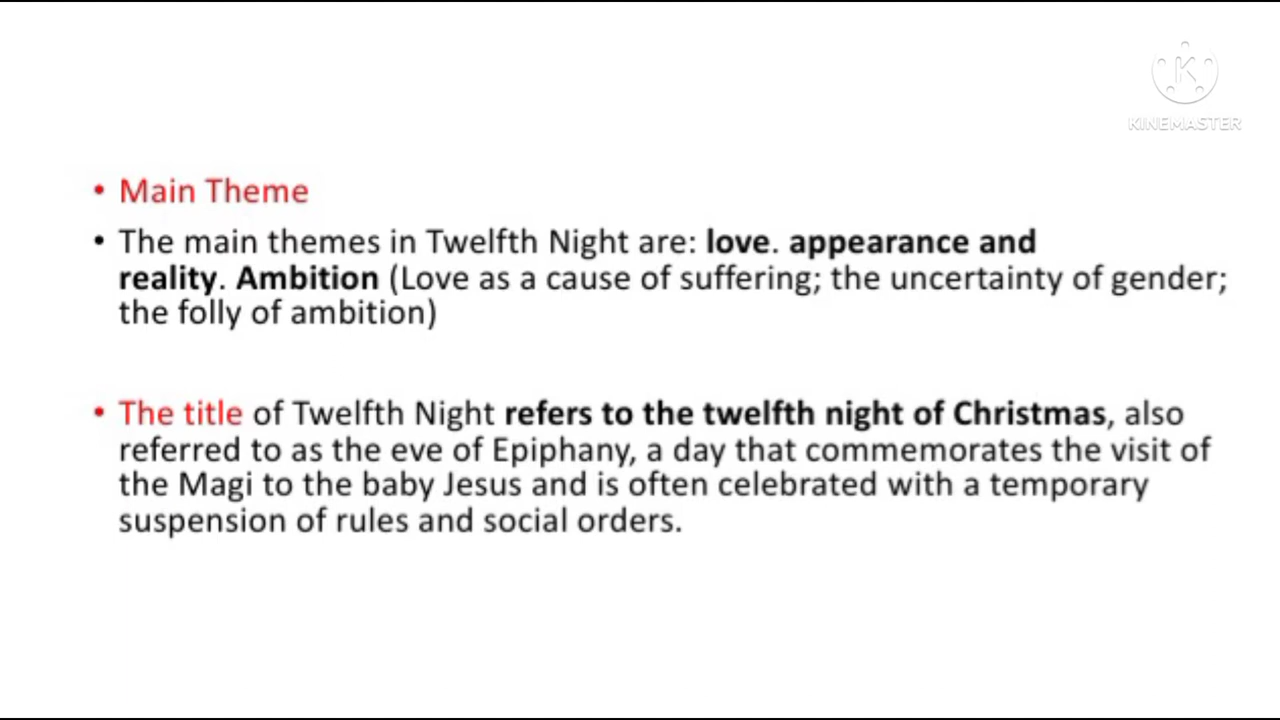 KINEMASTER
• Main Theme
• The main themes in Twelfth Night are: love. appearance and
reality. Ambition (Love as a cause of suffering; the uncertainty of gender;
the folly of ambition)
• The title of Twelfth Night refers to the twelfth night of Christmas, also
referred to as the eve of Epiphany, a day that commemorates the visit of
the Magi to the baby Jesus and is often celebrated with a temporary
suspension of rules and social orders.